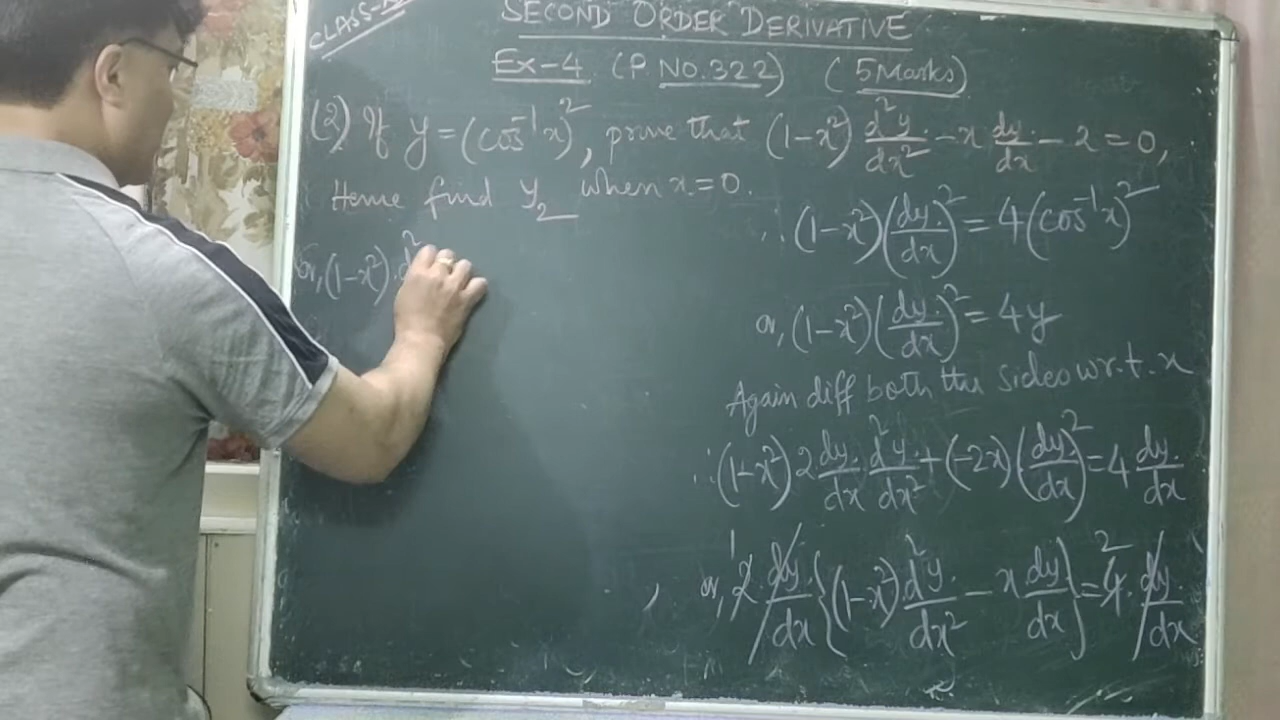 SECOND ORDER DERIVATIVE
Ex-4 (P. NO. 322) (5 Marks)
(2) If y = (cos⁻¹x)², prove that (1-x²) d²y/dx² - x dy/dx - 2 = 0,
Hence find y₂ when x = 0.
∴ (1-x²)(dy/dx)² = 4(cos⁻¹x)²
or, (1-x²)(dy/dx)² = 4y
Again diff both the sides w.r.t. x
∴ (1-x²) 2 dy/dx d²y/dx² + (-2x)(dy/dx)² = 4 dy/dx
or, 2 dy/dx {(1-x²) d²y/dx² - x dy/dx} = 4. dy/dx
1 2
or, (1-x²). d²